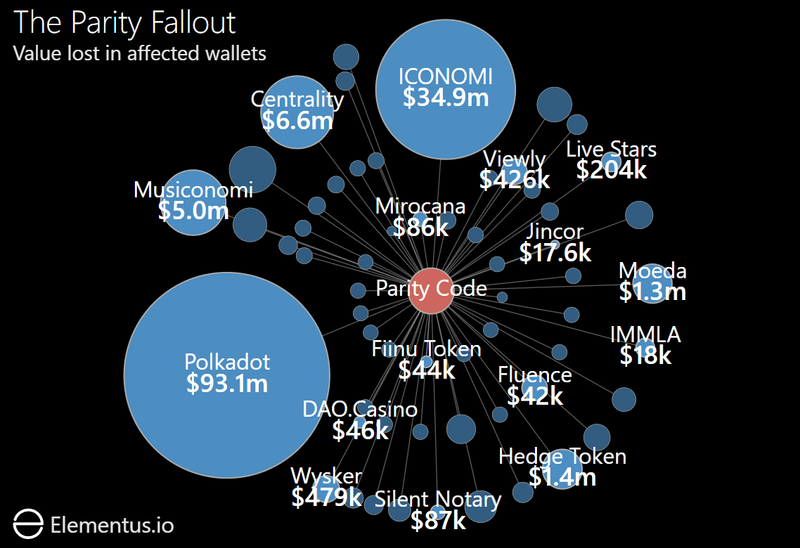 The Parity Fallout
Value lost in affected wallets
ICONOMI
$34.9m
Centrality
$6.6m
Viewly
$426k
Live Stars
$204k
Musiconomi
$5.0m
Mirocana
$86k
Jincor
$17.6k
Moeda
$1.3m
Parity Code
IMMLA
$18k
Polkadot
$93.1m
Fiinu Token
$44k
Fluence
$42k
DAO.Casino
$46k
Hedge Token
$1.4m
Wysker
$479k
Silent Notary
$87k
Elementus.io